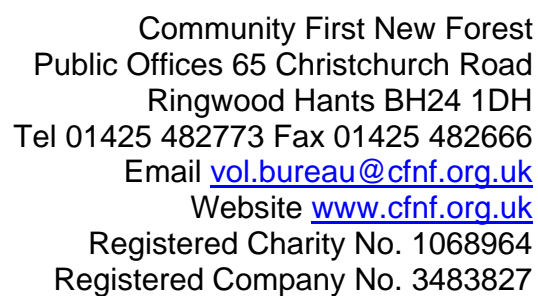 Community First New Forest
Public Offices 65 Christchurch Road
Ringwood Hants BH24 1DH
Tel 01425 482773 Fax 01425 482666
Email vol.bureau@cfnf.org.uk
Website www.cfnf.org.uk
Registered Charity No. 1068964
Registered Company No. 3483827